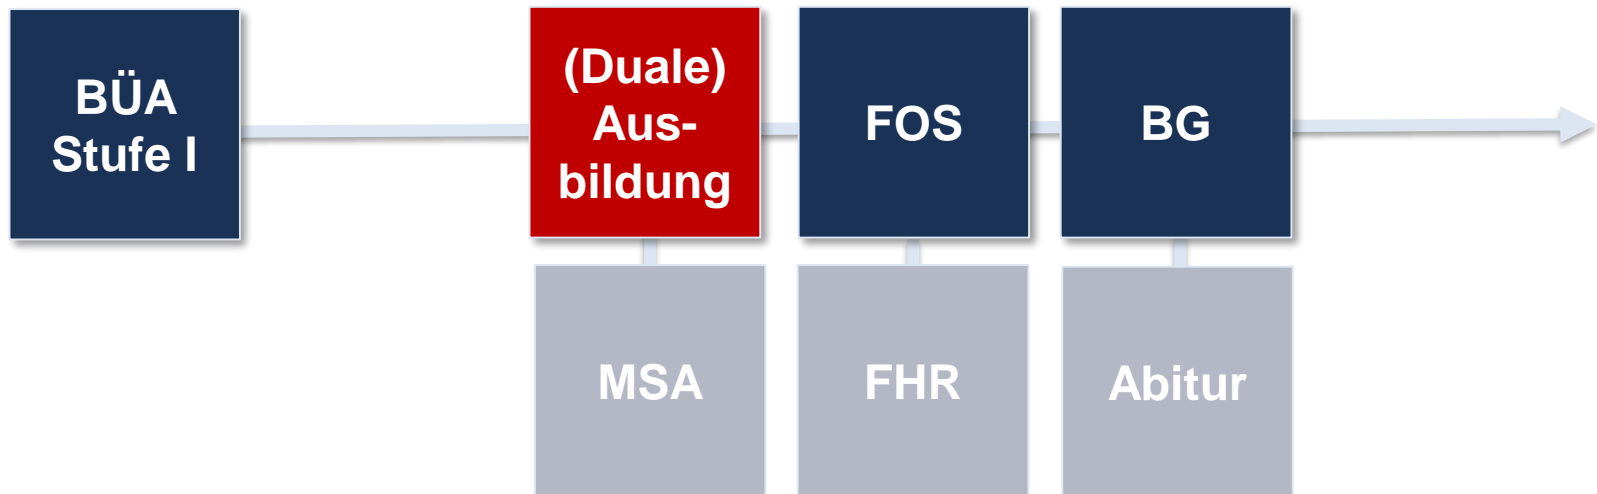 BÜA
Stufe I
(Duale)
Aus-
bildung
FOS
BG
MSA
FHR
Abitur